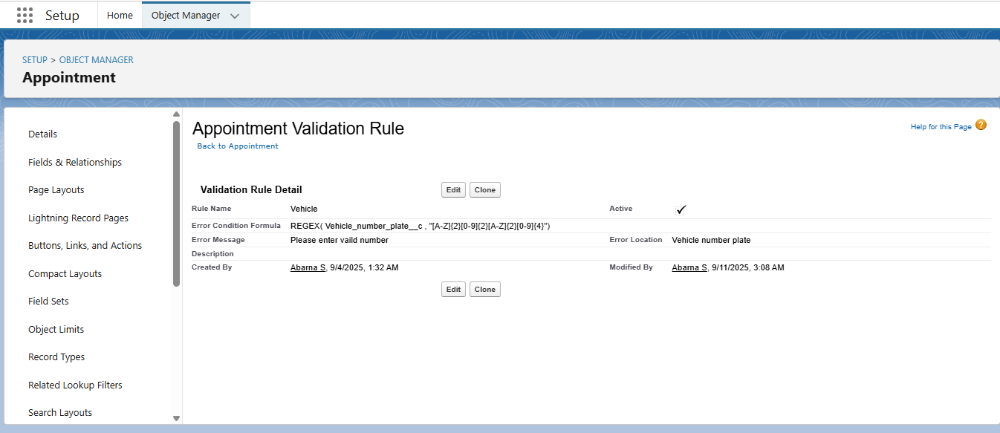 Setup Home Object Manager
SETUP > OBJECT MANAGER
Appointment
Details
Fields & Relationships
Page Layouts
Lightning Record Pages
Buttons, Links, and Actions
Compact Layouts
Field Sets
Object Limits
Record Types
Related Lookup Filters
Search Layouts
Appointment Validation Rule
Help for this Page ?
Back to Appointment
Validation Rule Detail Edit Clone
Rule Name Vehicle Active
Error Condition Formula REGEX( Vehicle_number_plate__c , "[A-Z]{2}[0-9]{2}[A-Z]{2}[0-9]{4}")
Error Message Please enter vaild number Error Location Vehicle number plate
Description
Created By Abarna S, 9/4/2025, 1:32 AM Modified By Abarna S, 9/11/2025, 3:08 AM
Edit Clone